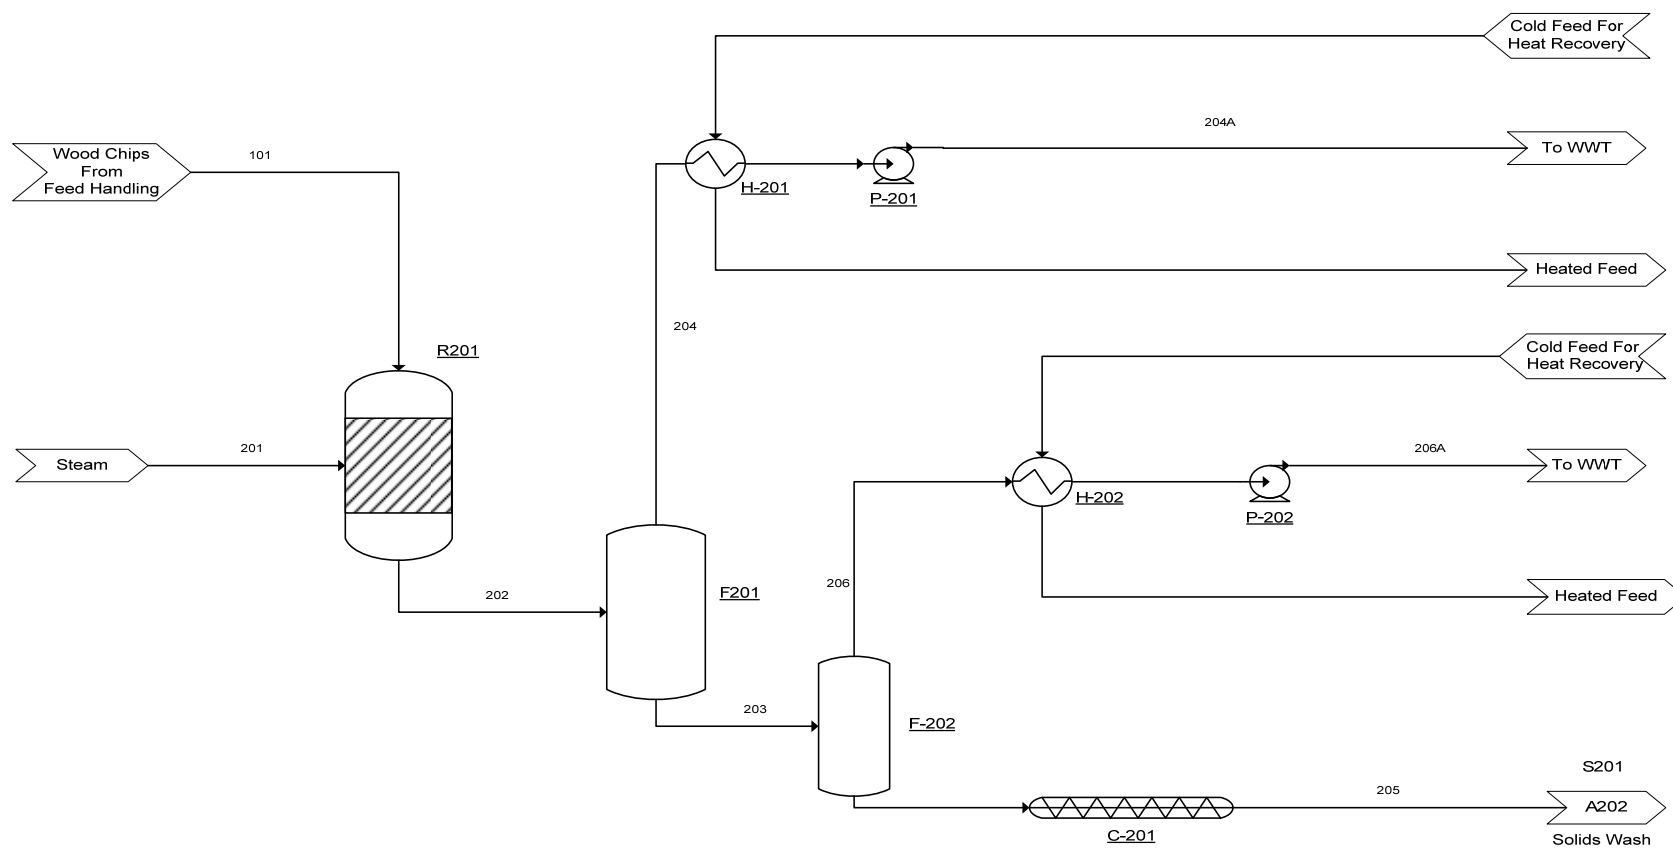 Cold Feed For
Heat Recovery
204A
To WWT
Wood Chips
From
Feed Handling
101
H-201
P-201
Heated Feed
204
R201
Cold Feed For
Heat Recovery
Steam
201
206A
To WWT
H-202
P-202
202
F201
206
Heated Feed
203
F-202
S201
205
A202
C-201
Solids Wash